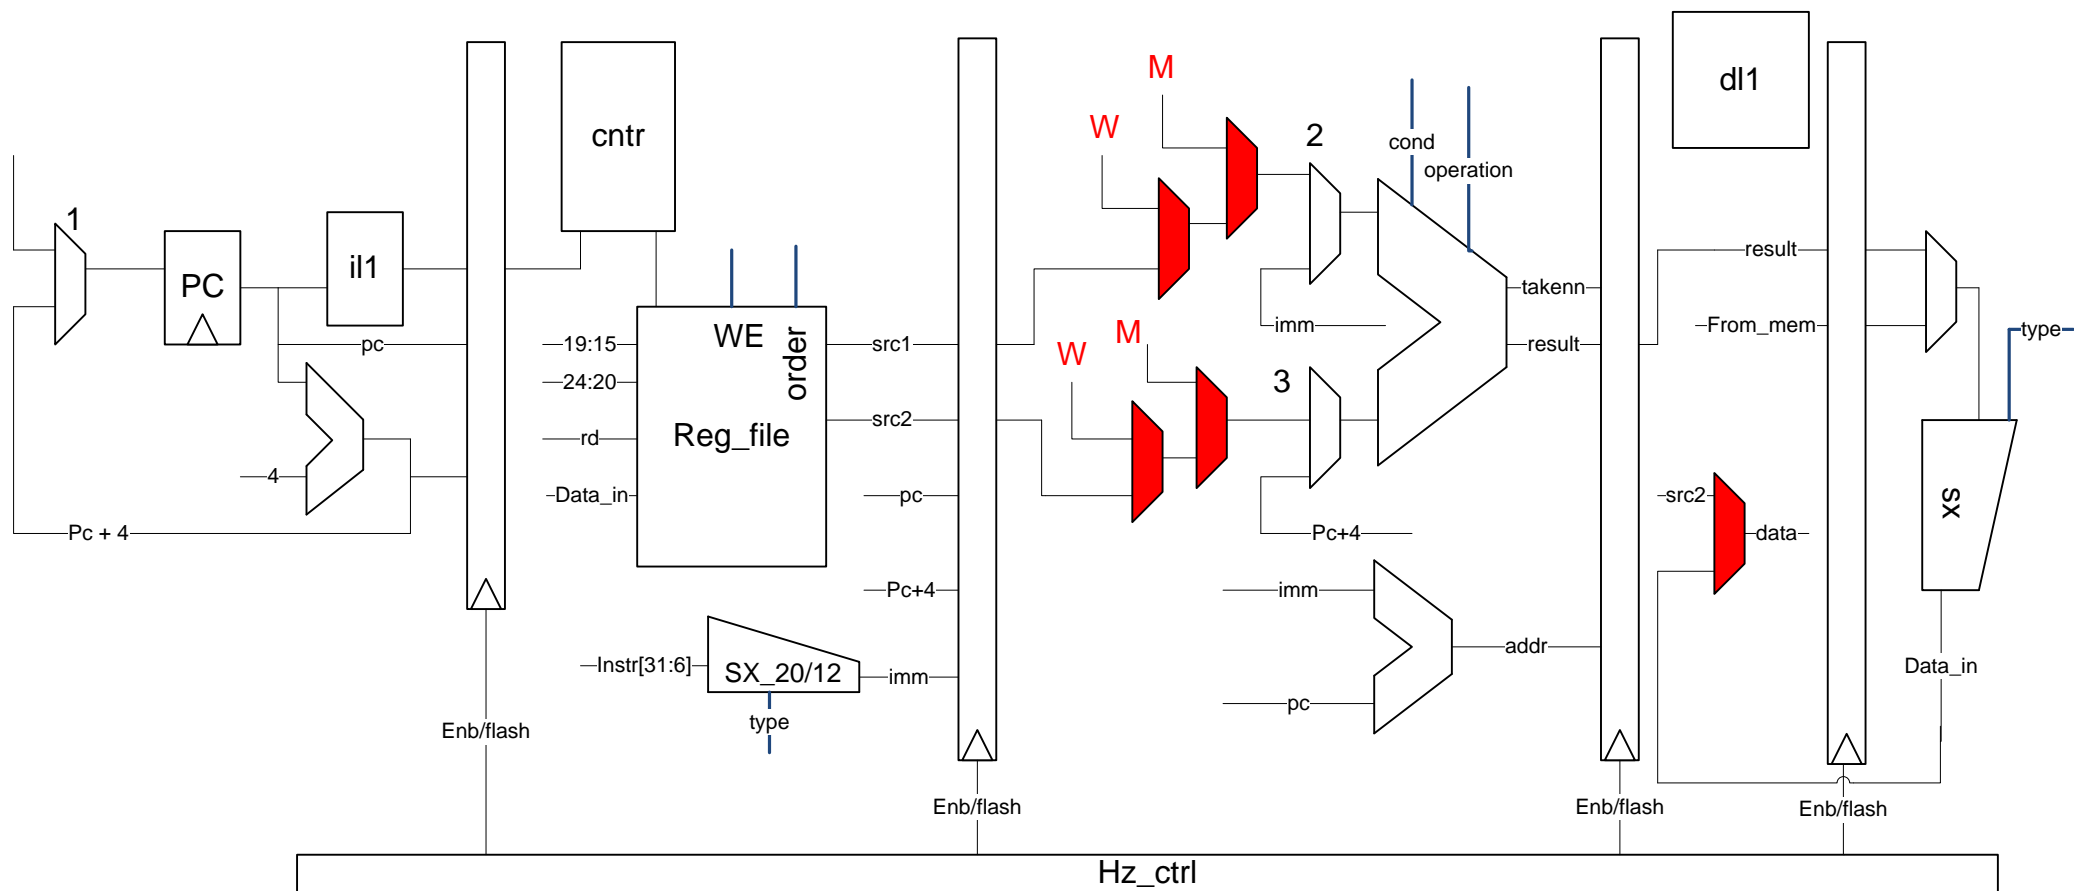 1
PC
il1
pc
4
Pc + 4
Enb/flash
cntr
WE
order
Reg_file
19:15
24:20
rd
Data_in
src1
src2
pc
Pc+4
Instr[31:6]
SX_20/12
imm
type
Enb/flash
M
W
2
cond
operation
imm
M
W
3
Pc+4
takenn
result
imm
pc
addr
Enb/flash
dl1
result
From_mem
src2
data
type
sx
Data_in
Enb/flash
Hz_ctrl